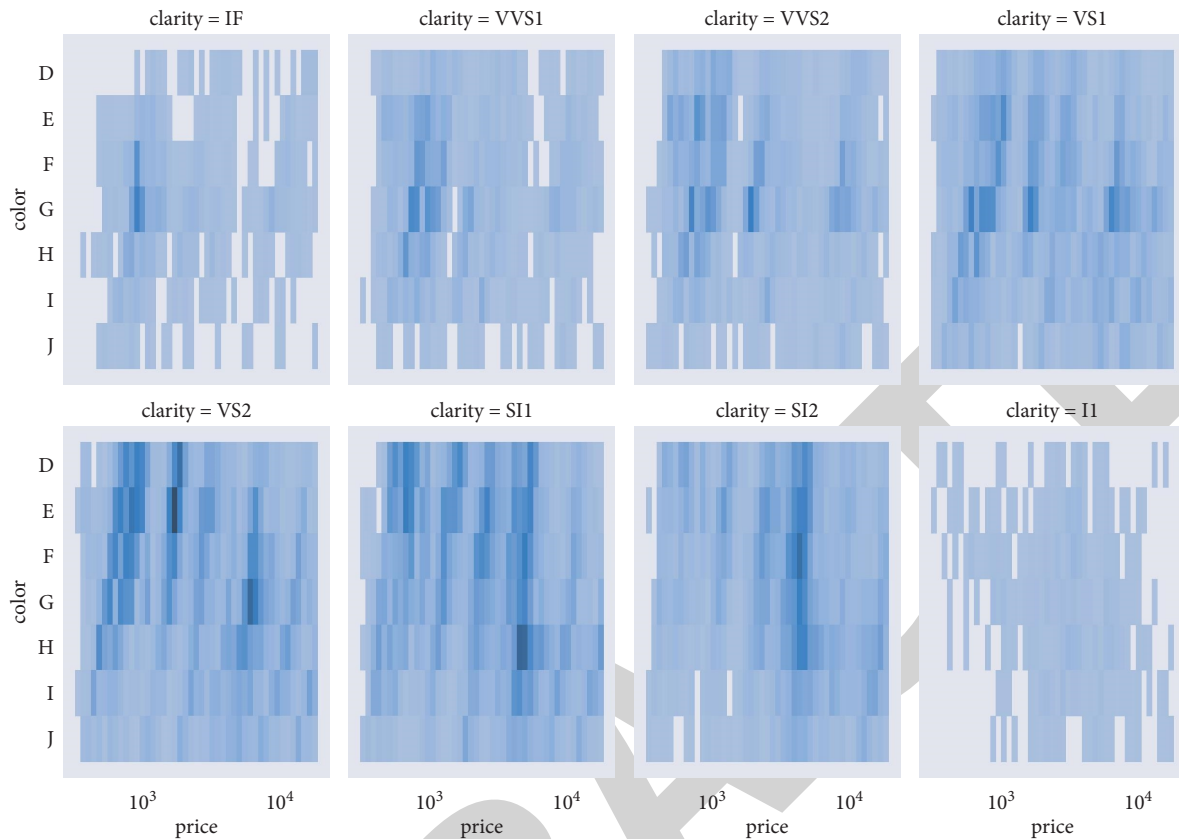 clarity = IF
clarity = VVS1
clarity = VVS2
clarity = VS1
color
D
E
F
G
H
I
J
clarity = VS2
clarity = SI1
clarity = SI2
clarity = I1
color
D
E
F
G
H
I
J
10³ 10⁴
10³ 10⁴
10³ 10⁴
10³ 10⁴
price
price
price
price